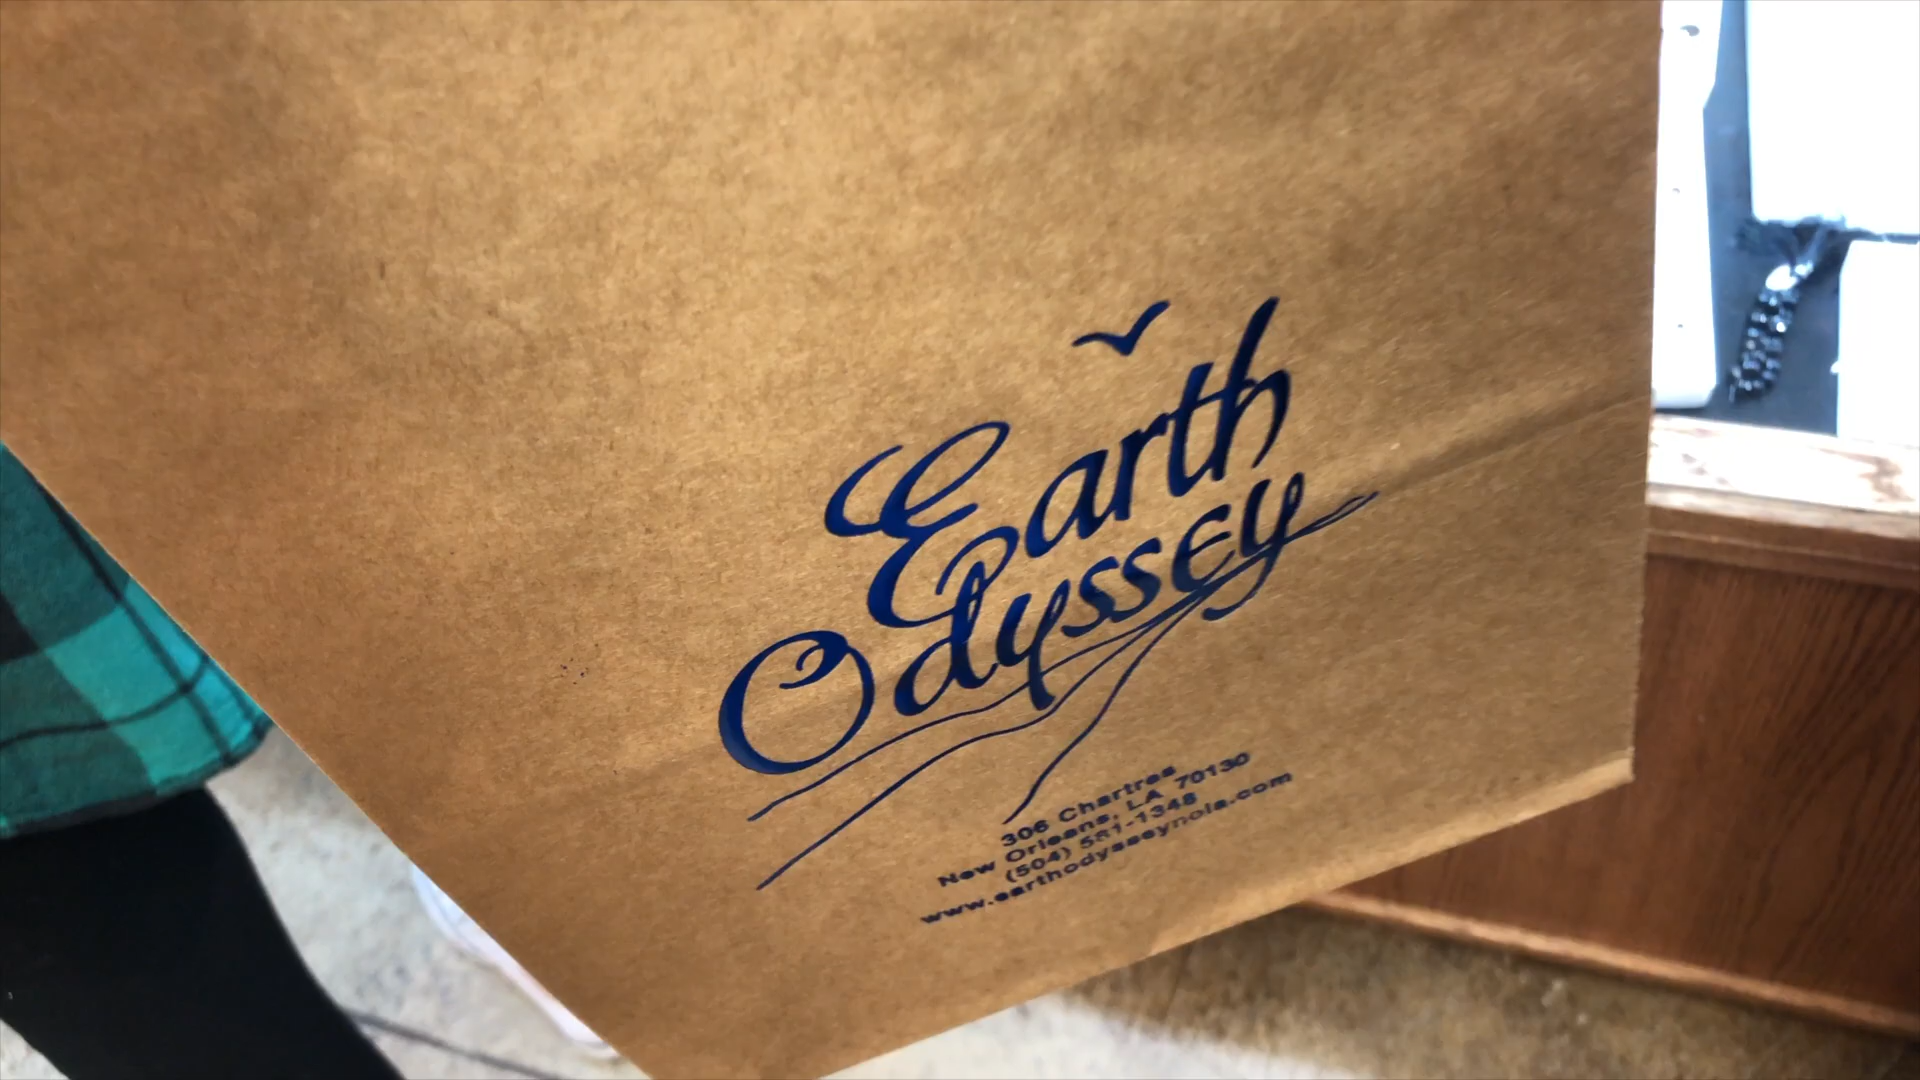 Earth
Odyssey
306 Chartres
New Orleans, LA 70130
(504) 581-1348
www.earthodysseynola.com